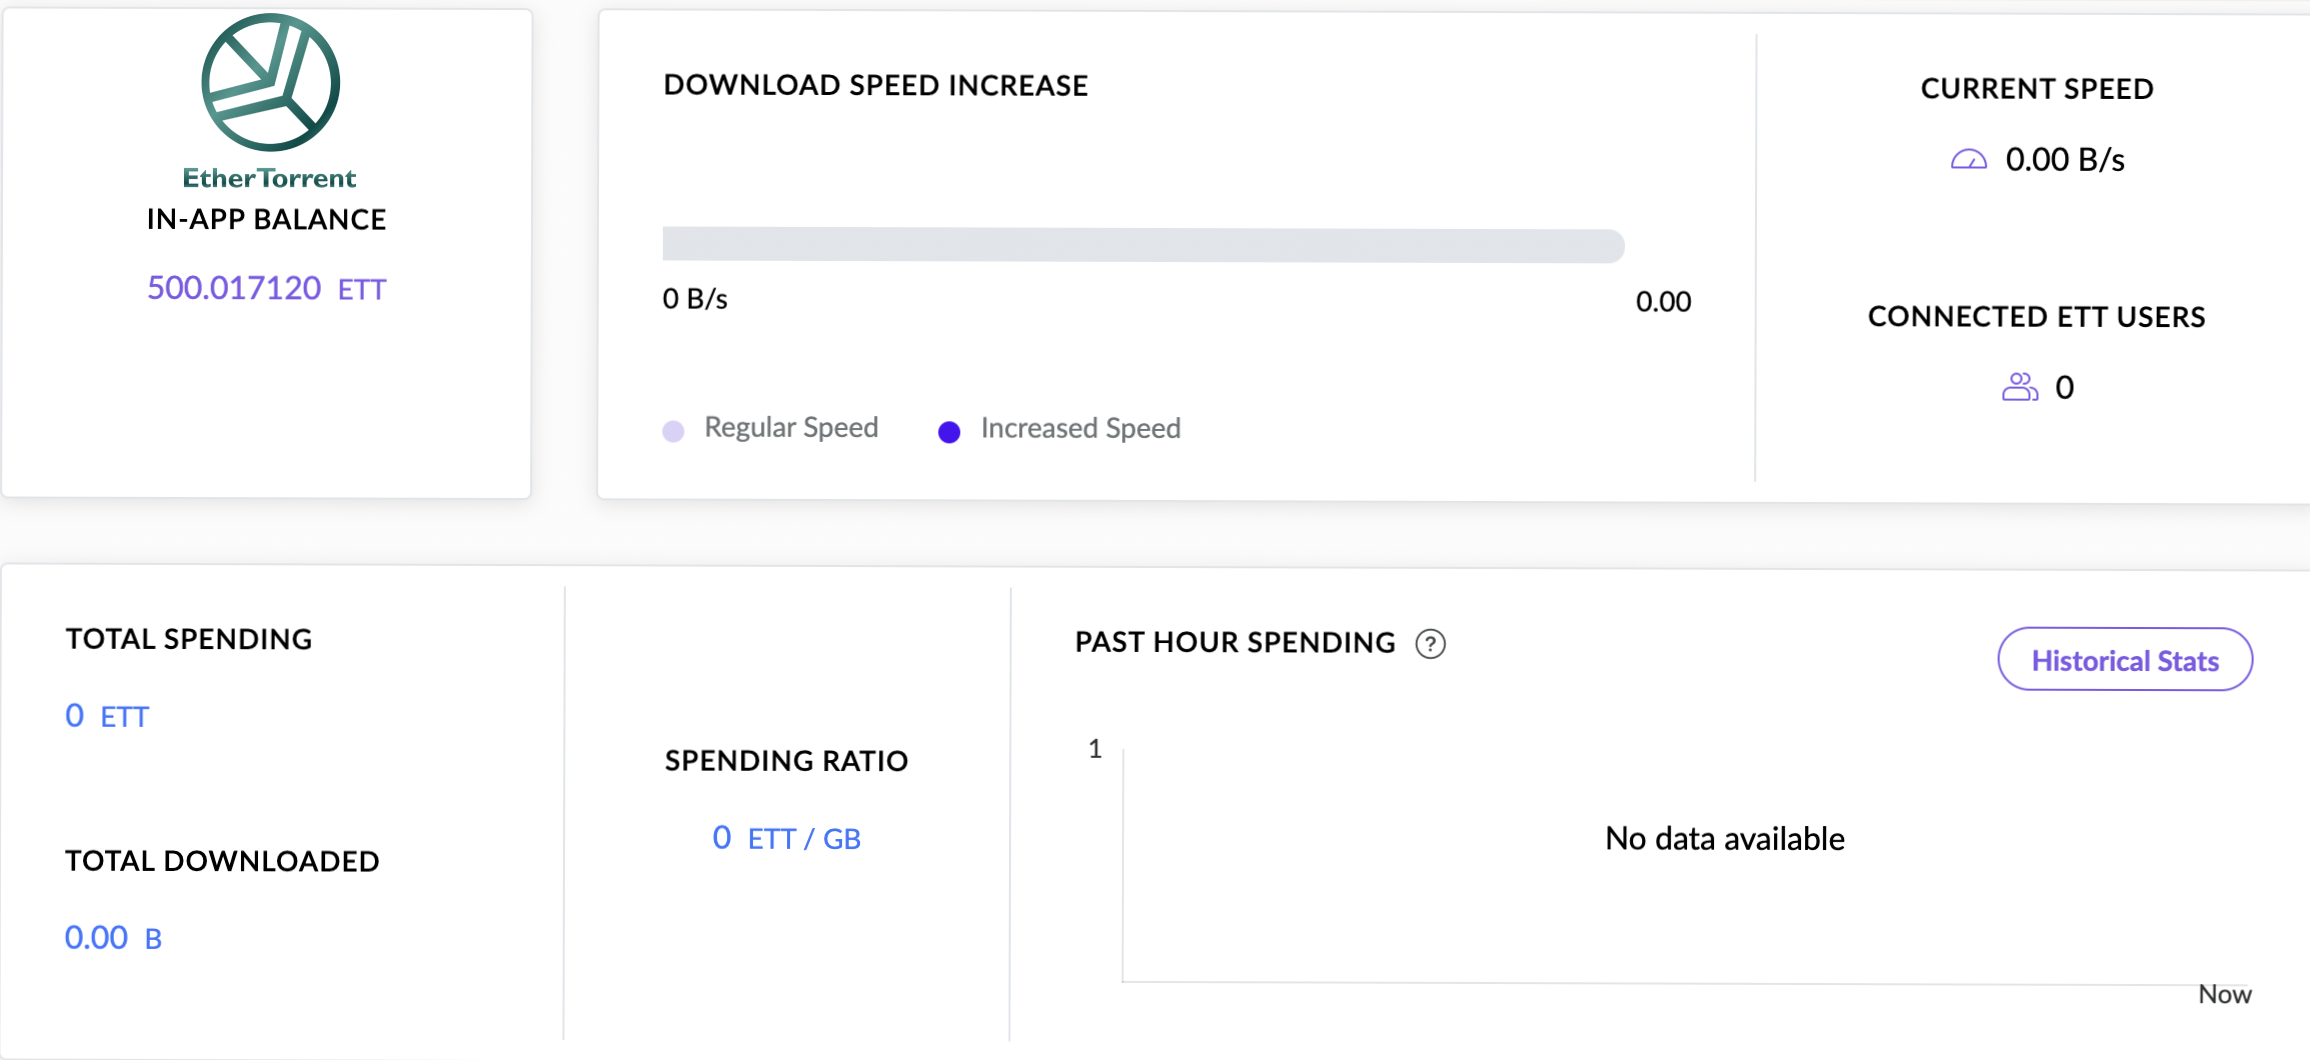 EtherTorrent
IN-APP BALANCE
500.017120 ETT
DOWNLOAD SPEED INCREASE
0 B/s
0.00
Regular Speed
Increased Speed
CURRENT SPEED
0.00 B/s
CONNECTED ETT USERS
0
TOTAL SPENDING
0 ETT
TOTAL DOWNLOADED
0.00 B
SPENDING RATIO
0 ETT / GB
PAST HOUR SPENDING ?
Historical Stats
1
No data available
Now